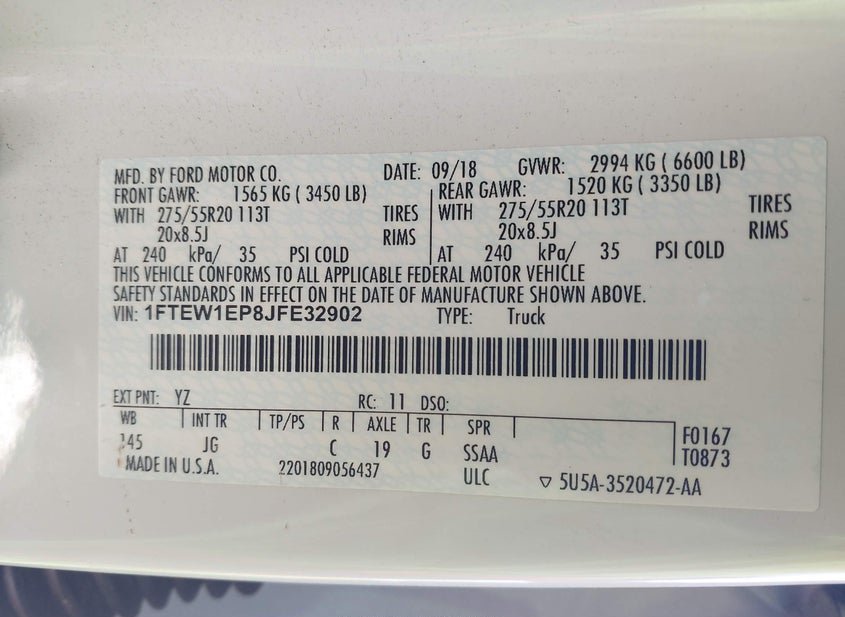 MFD. BY FORD MOTOR CO. DATE: 09/18 GVWR: 2994 KG ( 6600 LB)
FRONT GAWR: 1565 KG ( 3450 LB) REAR GAWR: 1520 KG ( 3350 LB)
WITH 275/55R20 113T TIRES WITH 275/55R20 113T TIRES
20x8.5J RIMS 20x8.5J RIMS
AT 240 kPa/ 35 PSI COLD AT 240 kPa/ 35 PSI COLD
THIS VEHICLE CONFORMS TO ALL APPLICABLE FEDERAL MOTOR VEHICLE
SAFETY STANDARDS IN EFFECT ON THE DATE OF MANUFACTURE SHOWN ABOVE.
VIN: 1FTEW1EP8JFE32902 TYPE: Truck
EXT PNT: YZ RC: 11 DSO:
WB INT TR TP/PS R AXLE TR SPR
145 JG C 19 G SSAA
F0167
T0873
MADE IN U.S.A. 2201809056437 ULC ▽ 5U5A-3520472-AA